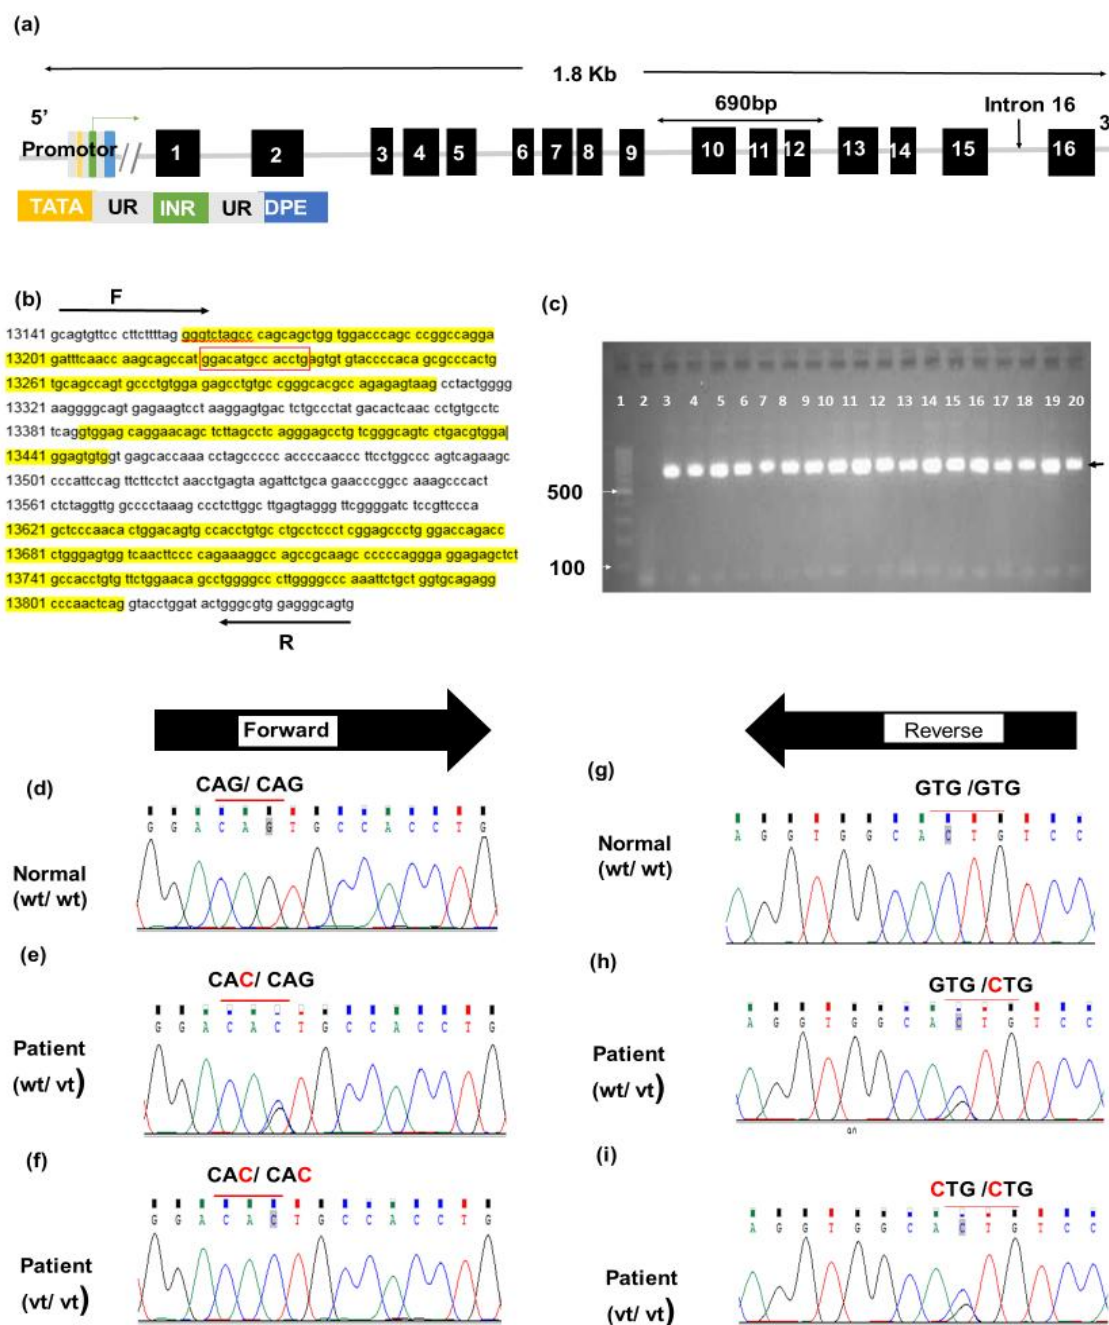 (a)
1.8 Kb
5’
690bp
Intron 16
3
Promotor
1 2 3 4 5 6 7 8 9 10 11 12 13 14 15 16
TATA UR INR UR DPE
(b)
F
13141 gcagtgttcc cttcttttag gggtctagcc cagcagctgg tggacccagc ccggccagga
13201 gatttcaacc aagcagccat ggacatgcca acctgagtgt gtaccccaca gcgcccactg
13261 tgcagccagt gccctgtgga gagcctgtgc cgggcacgcc agagagtaag cctactgggg
13321 aaggggcagt gagaagtcct aaggagtgac tctgccctat gacactcaac cctgtgcctc
13381 tcaggtggag caggaacagc tcttagcctc agggagcctg tcgggcagtc ctgacgtgga
13441 ggagtgtggt gagcaccaaa cctagccccc accccaaccc ttcctggccc agtcagaagc
13501 cccattccag ttcttcctct aacctgagta agattctgca gaacccggcc aaagcccact
13561 ctctaggttg gcccctaaag ccctcttggc ttgagtaggg ttcggggatc tccgttccca
13621 gctcccaaca ctggacagtg ccacctgtgc ctgcctccct cggagccctg gggaccagacc
13681 ctgggagtgg tcaacttccc cagaaaggcc agccgcaagc cccccaggga ggagagctct
13741 gccacctgtg ttctggaaca gcctggggcc cttggggccc aaattctgct ggtgcagagg
13801 cccaactcag gtacctggat actgggcgtg gagggcagtg
R
(c)
1 2 3 4 5 6 7 8 9 10 11 12 13 14 15 16 17 18 19 20
500
100
Forward
(d)
CAG/ CAG
G G A C A G T G C C A C C T G
Normal
(wt/ wt)
(e)
CAC/ CAG
G G A C A C T G C C A C C T G
Patient
(wt/ vt)
(f)
CAC/ CAC
G G A C A C T G C C A C C T G
Patient
(vt/ vt)
Reverse
(g)
GTG /GTG
A G G T G G C A C T G T C C
Normal
(wt/ wt)
(h)
GTG /CTG
A G G T G G C A C T G T C C
Patient
(wt/ vt)
(i)
CTG /CTG
A G G T G G C A C T G T C C
Patient
(vt/ vt)